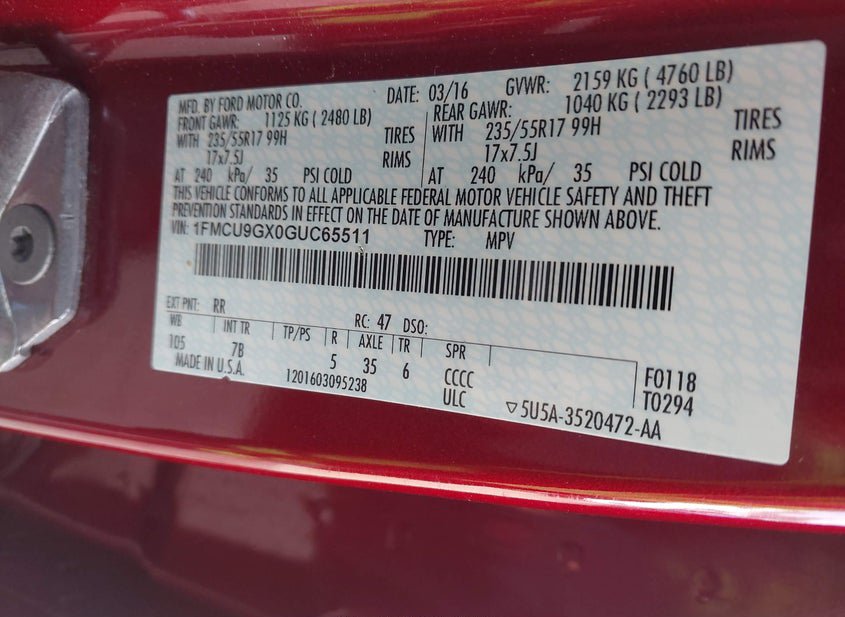 MFD. BY FORD MOTOR CO. DATE: 03/16 GVWR: 2159 KG ( 4760 LB)
FRONT GAWR: 1125 KG ( 2480 LB) REAR GAWR: 1040 KG ( 2293 LB)
WITH 235/55R17 99H TIRES WITH 235/55R17 99H TIRES
17x7.5J RIMS 17x7.5J RIMS
AT 240 kPa/ 35 PSI COLD AT 240 kPa/ 35 PSI COLD
THIS VEHICLE CONFORMS TO ALL APPLICABLE FEDERAL MOTOR VEHICLE SAFETY AND THEFT
PREVENTION STANDARDS IN EFFECT ON THE DATE OF MANUFACTURE SHOWN ABOVE.
VIN: 1FMCU9GX0GUC65511 TYPE: MPV
EXT PNT: RR RC: 47 DSO:
WB INT TR TP/PS R AXLE TR SPR
105 7B 5 35 6 CCCC F0118
MADE IN U.S.A. ULC T0294
1201603095238 ▽5U5A-3520472-AA